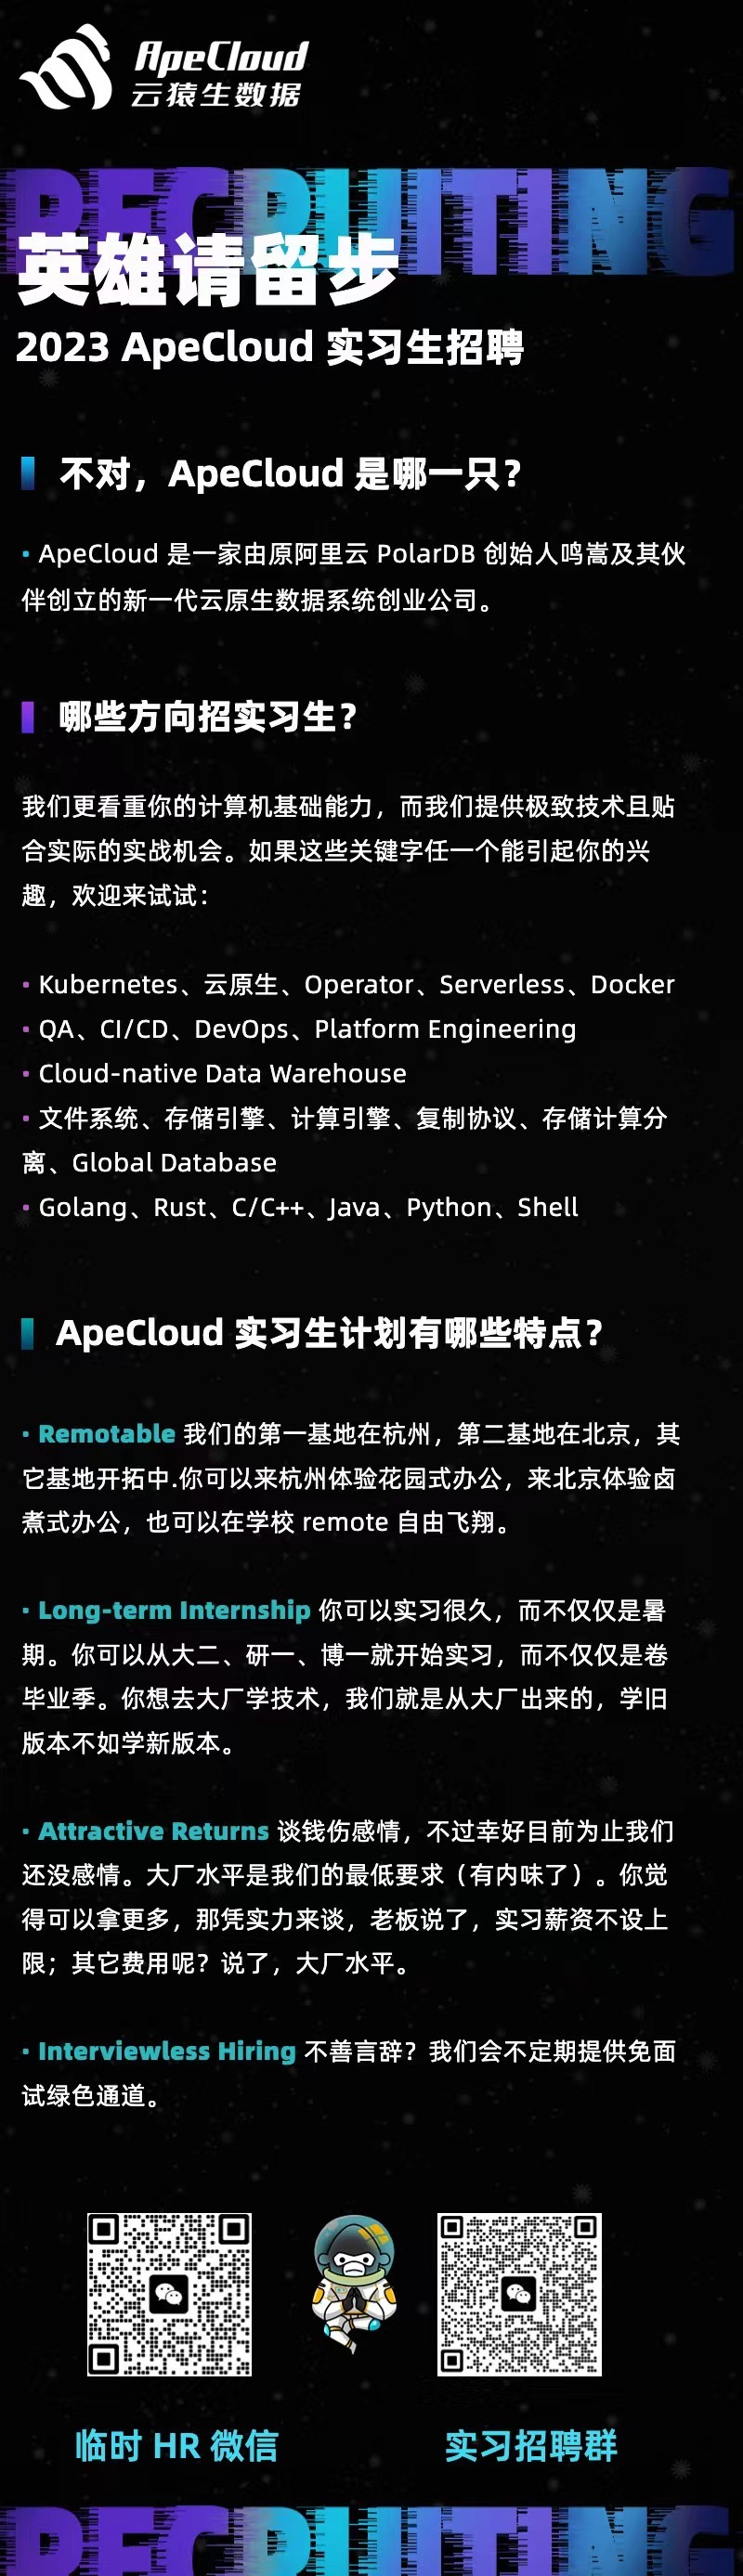 ApeCloud
云猿生数据
RECRUITING
英雄请留步
2023 ApeCloud 实习生招聘
不对，ApeCloud 是哪一只？
· ApeCloud 是一家由原阿里云 PolarDB 创始人鸣嵩及其伙
伴创立的新一代云原生数据系统创业公司。
哪些方向招实习生？
我们更看重你的计算机基础能力，而我们提供极致技术且贴
合实际的实战机会。如果这些关键字任一个能引起你的兴
趣，欢迎来试试：
· Kubernetes、云原生、Operator、Serverless、Docker
· QA、CI/CD、DevOps、Platform Engineering
· Cloud-native Data Warehouse
· 文件系统、存储引擎、计算引擎、复制协议、存储计算分
离、Global Database
· Golang、Rust、C/C++、Java、Python、Shell
ApeCloud 实习生计划有哪些特点？
· Remotable 我们的第一基地在杭州，第二基地在北京，其
它基地开拓中.你可以来杭州体验花园式办公，来北京体验卤
煮式办公，也可以在学校 remote 自由飞翔。
· Long-term Internship 你可以实习很久，而不仅仅是暑
期。你可以从大二、研一、博一就开始实习，而不仅仅是卷
毕业季。你想去大厂学技术，我们就是从大厂出来的，学旧
版本不如学新版本。
· Attractive Returns 谈钱伤感情，不过幸好目前为止我们
还没感情。大厂水平是我们的最低要求（有内味了）。你觉
得可以拿更多，那凭实力来谈，老板说了，实习薪资不设上
限；其它费用呢？说了，大厂水平。
· Interviewless Hiring 不善言辞？我们会不定期提供免面
试绿色通道。
临时 HR 微信
实习招聘群
RECRUITING